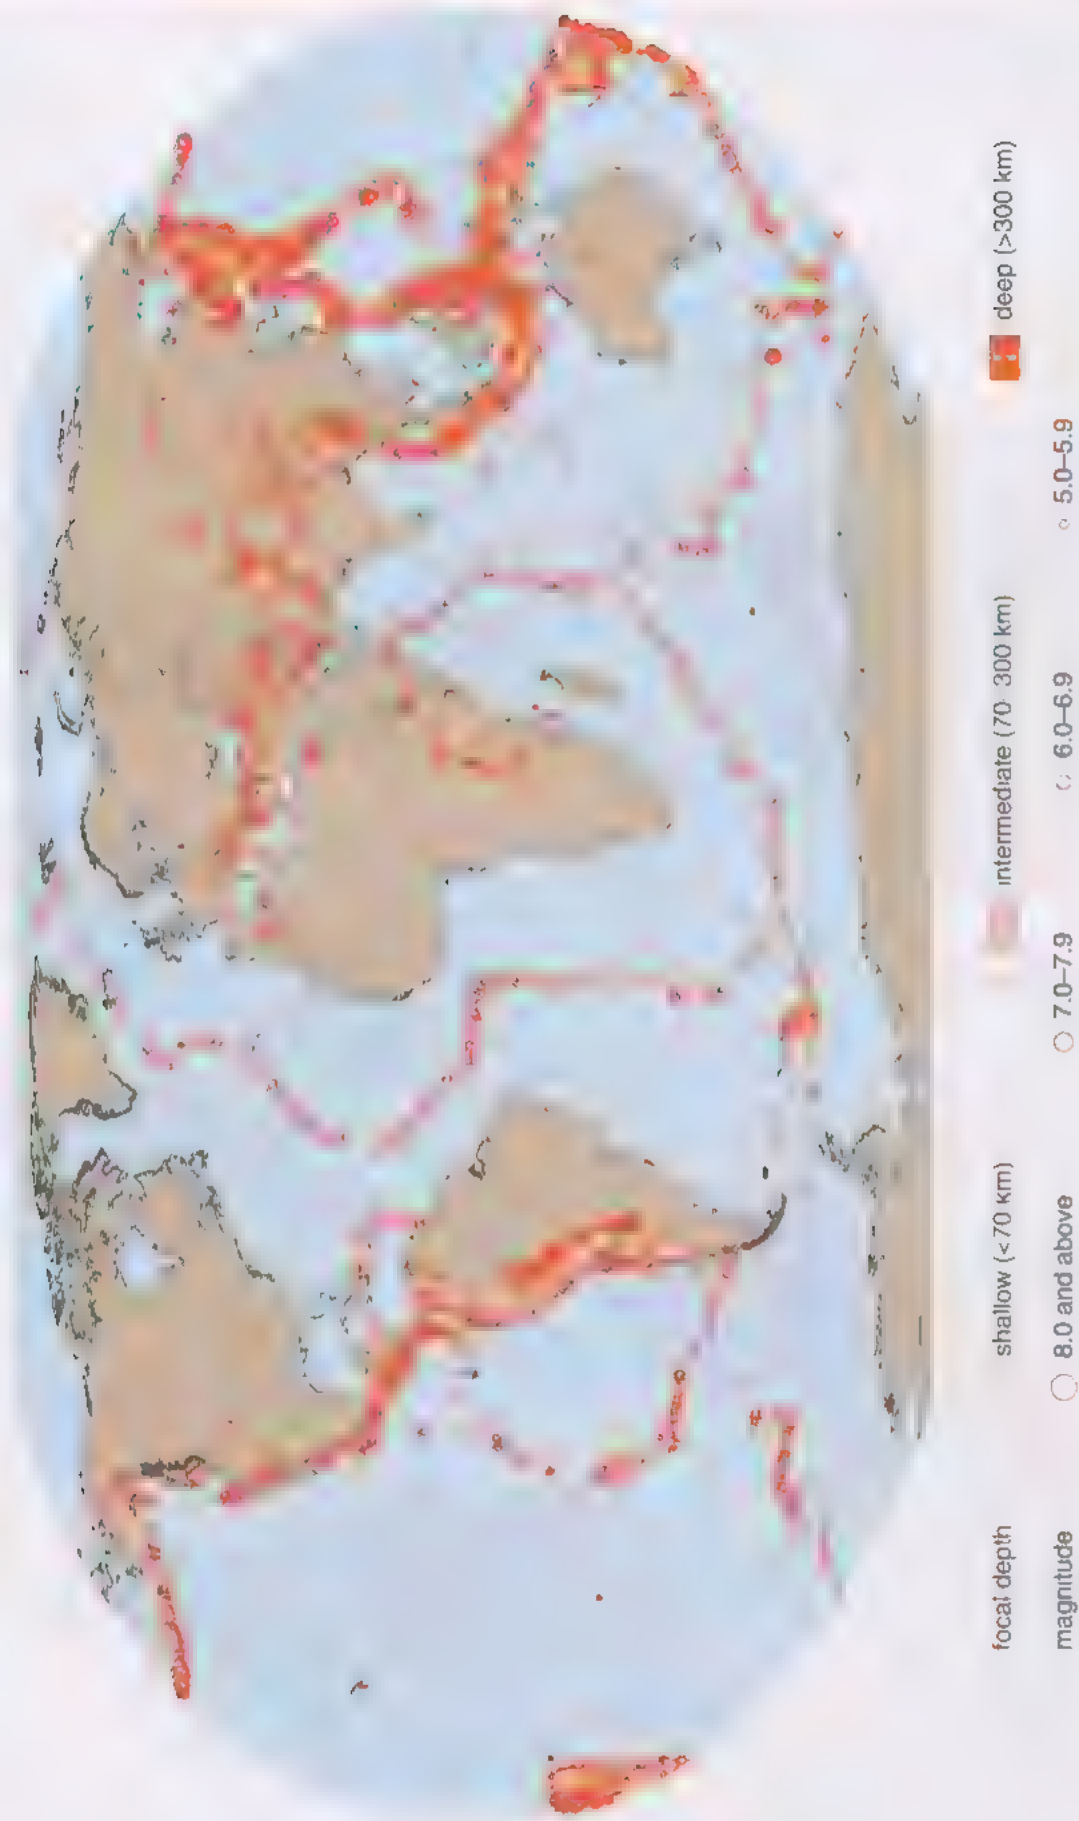 focal depth shallow (<70 km) intermediate (70 300 km) deep (>300 km)
magnitude 8.0 and above 7.0–7.9 6.0–6.9 5.0–5.9